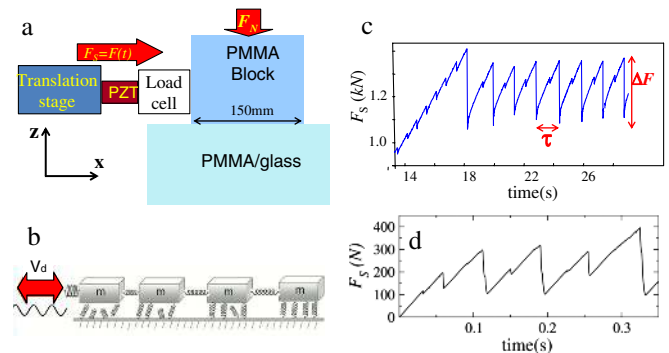 a
F_N
F_S=F(t)
PMMA
Block
Translation
stage
PZT
Load
cell
150mm
z
x
PMMA/glass
b
V_d
m
m
m
m
c
F_S (kN)
1.2
1.0
14
18
22
26
time(s)
ΔF
τ
d
F_S (N)
400
300
200
100
0
0.1
0.2
0.3
time(s)